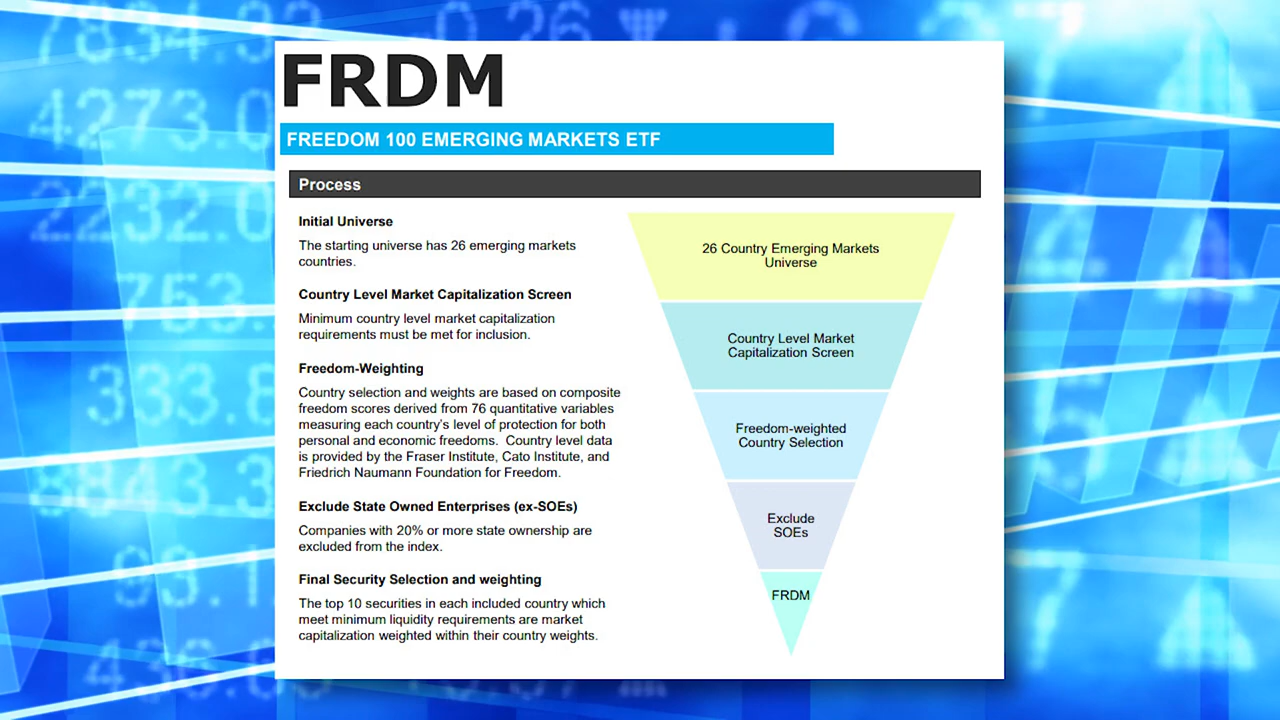 FRDM
FREEDOM 100 EMERGING MARKETS ETF
Process
Initial Universe
The starting universe has 26 emerging markets
countries.
Country Level Market Capitalization Screen
Minimum country level market capitalization
requirements must be met for inclusion.
Freedom-Weighting
Country selection and weights are based on composite
freedom scores derived from 76 quantitative variables
measuring each country's level of protection for both
personal and economic freedoms. Country level data
is provided by the Fraser Institute, Cato Institute, and
Friedrich Naumann Foundation for Freedom.
Exclude State Owned Enterprises (ex-SOEs)
Companies with 20% or more state ownership are
excluded from the index.
Final Security Selection and weighting
The top 10 securities in each included country which
meet minimum liquidity requirements are market
capitalization weighted within their country weights.
26 Country Emerging Markets
Universe
Country Level Market
Capitalization Screen
Freedom-weighted
Country Selection
Exclude
SOEs
FRDM